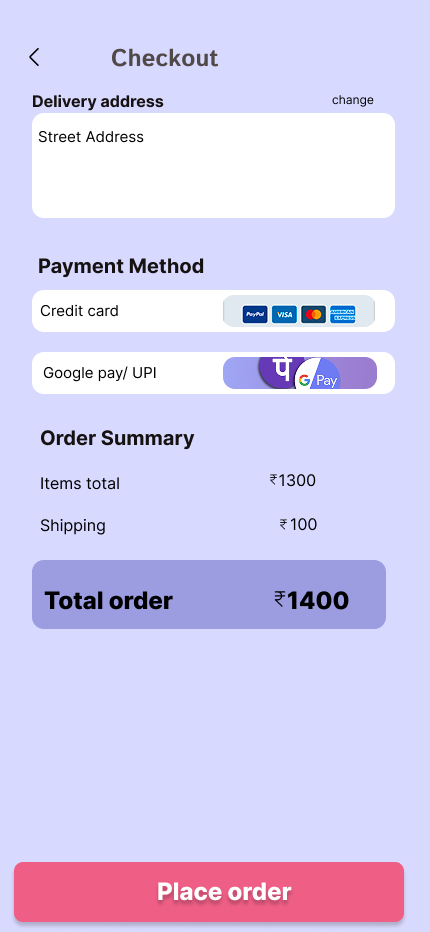 Checkout
Delivery address change
Street Address
Payment Method
Credit card PayPal VISA AMERICAN EXPRESS
Google pay/ UPI पे G Pay
Order Summary
Items total ₹1300
Shipping ₹100
Total order ₹1400
Place order